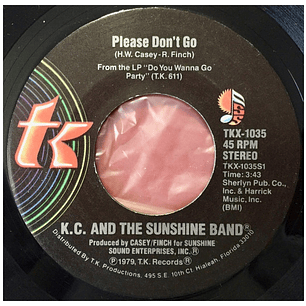 Please Don't Go
(H.W. Casey-R. Finch)
From the LP "Do You Wanna Go
Party" (T.K. 611)
TK
TKX-1035
45 RPM
STEREO
TKX-1035S1
Time: 3:43
Sherlyn Pub. Co.,
Inc. & Harrick
Music, Inc.
(BMI)
K.C. AND THE SUNSHINE BAND
Produced by CASEY/FINCH for SUNSHINE
SOUND ENTERPRISES, INC.
℗1979, T.K. Records
Distributed By T.K. Productions, 495 S.E. 10th Ct. Hialeah, Florida 33010